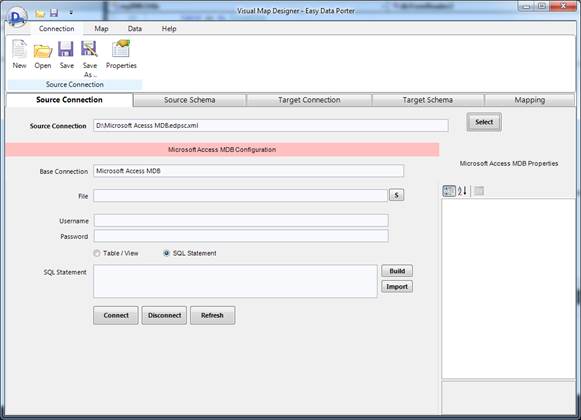 Visual Map Designer - Easy Data Porter
Connection Map Data Help
New Open Save Save As Properties
Source Connection
Source Connection Source Schema Target Connection Target Schema Mapping
Source Connection D:\Microsoft Acesss MDB.edpsc.xml Select
Microsoft Access MDB Configuration
Microsoft Access MDB Properties
Base Connection Microsoft Access MDB
File S
Username
Password
Table / View SQL Statement
SQL Statement Build
Import
Connect Disconnect Refresh